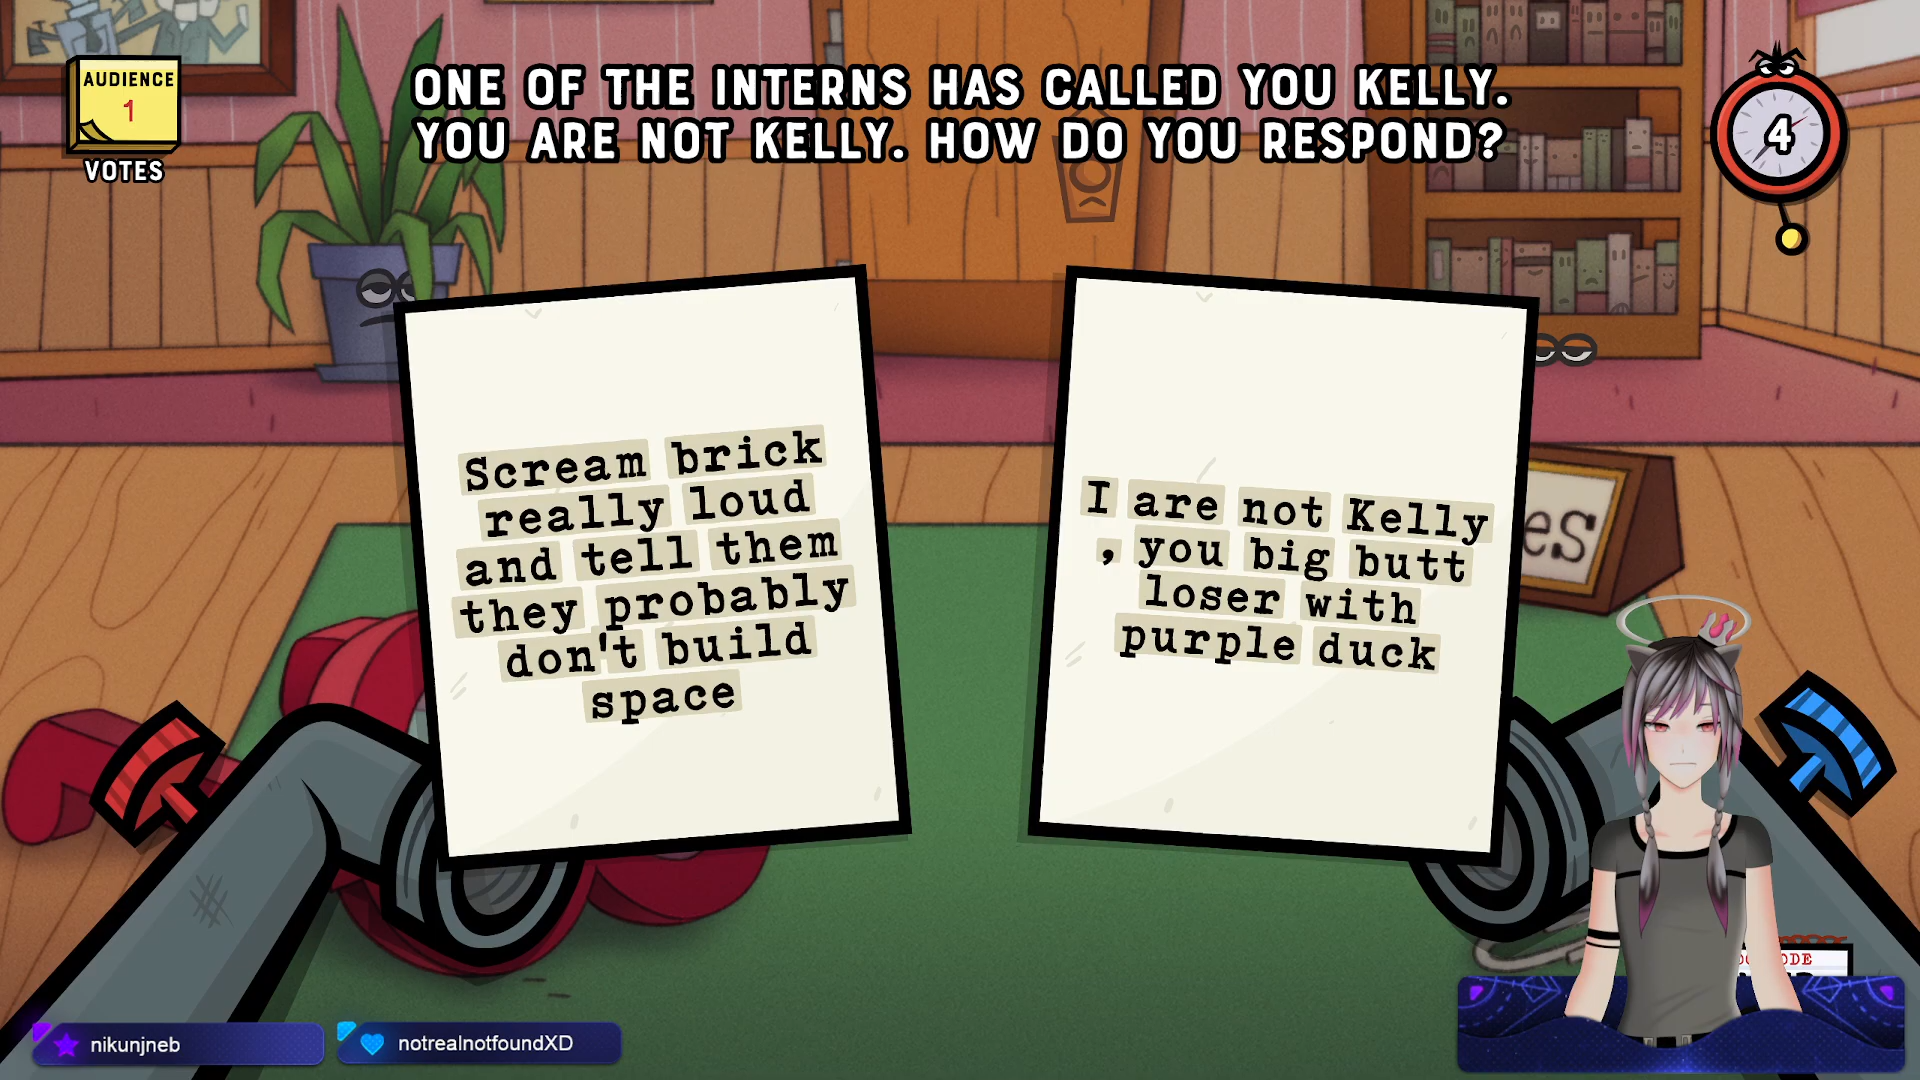 AUDIENCE
1
VOTES
ONE OF THE INTERNS HAS CALLED YOU KELLY.
YOU ARE NOT KELLY. HOW DO YOU RESPOND?
4
Scream brick
really loud
and tell them
they probably
don't build
space
I are not Kelly
, you big butt
loser with
purple duck
nikunjneb
notrealnotfoundXD